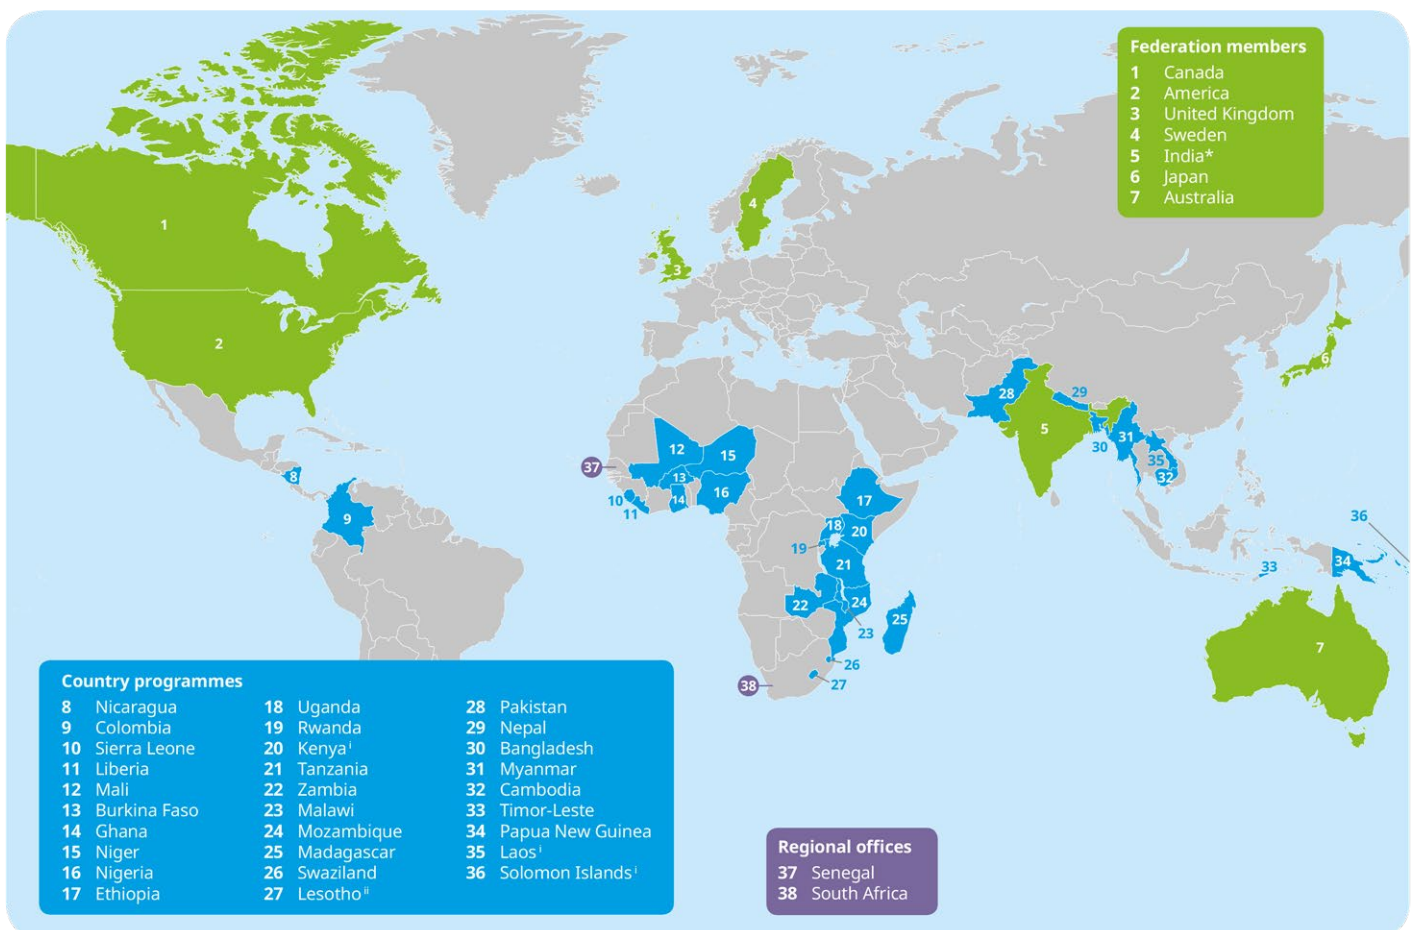 Federation members
1 Canada
2 America
3 United Kingdom
4 Sweden
5 India*
6 Japan
7 Australia
1
2
3
4
5
6
7
8
9
10
11
12
13
14
15
16
17
18
19
20
21
22
23
24
25
26
27
28
29
30
31
32
33
34
35
36
37
38
Country programmes
8 Nicaragua
9 Colombia
10 Sierra Leone
11 Liberia
12 Mali
13 Burkina Faso
14 Ghana
15 Niger
16 Nigeria
17 Ethiopia
18 Uganda
19 Rwanda
20 Kenya i
21 Tanzania
22 Zambia
23 Malawi
24 Mozambique
25 Madagascar
26 Swaziland
27 Lesotho ii
28 Pakistan
29 Nepal
30 Bangladesh
31 Myanmar
32 Cambodia
33 Timor-Leste
34 Papua New Guinea
35 Laos i
36 Solomon Islands i
Regional offices
37 Senegal
38 South Africa